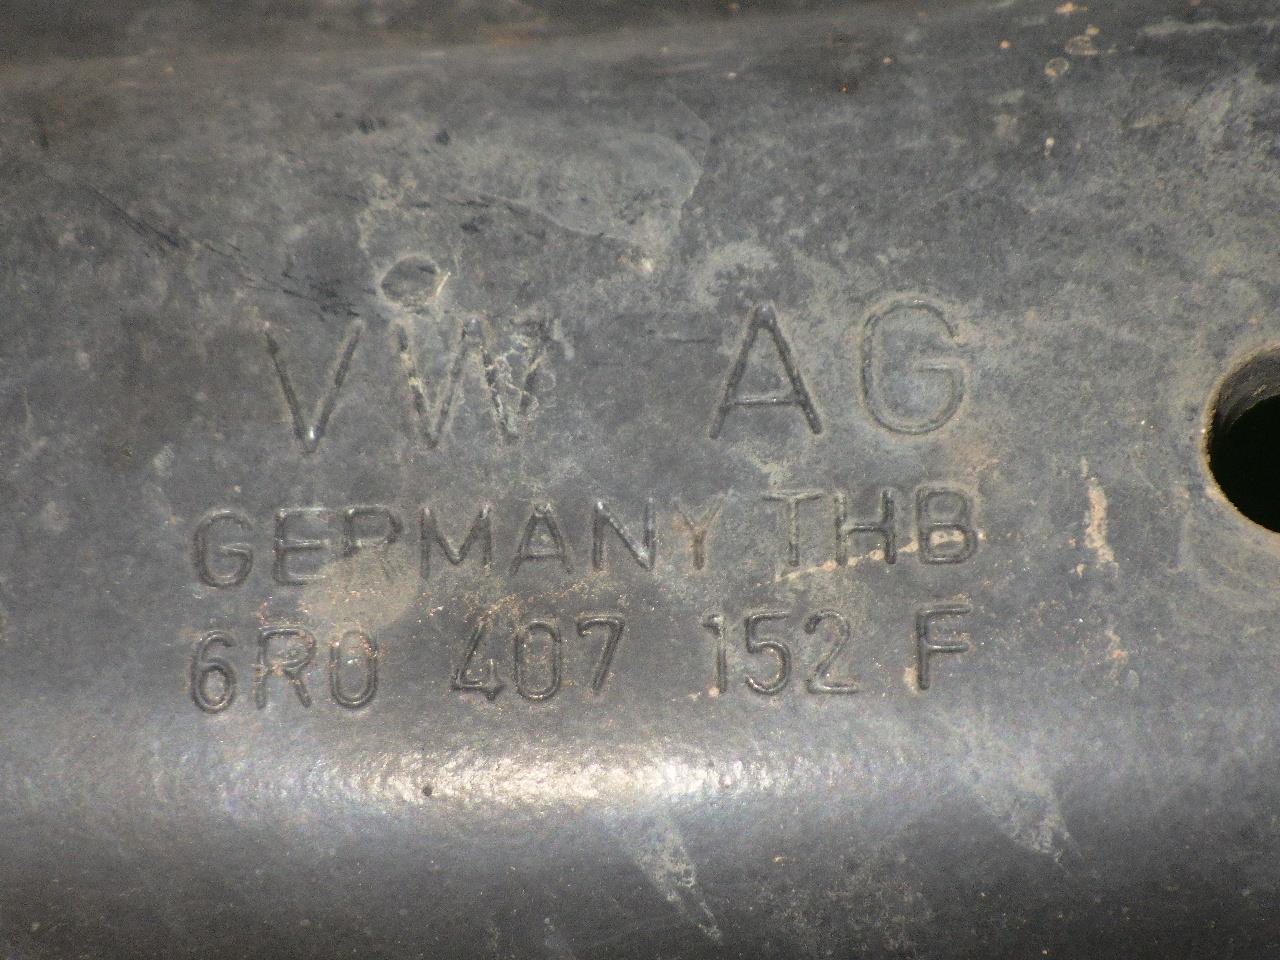 VW AG
GERMANY THB
6R0 407 152 F